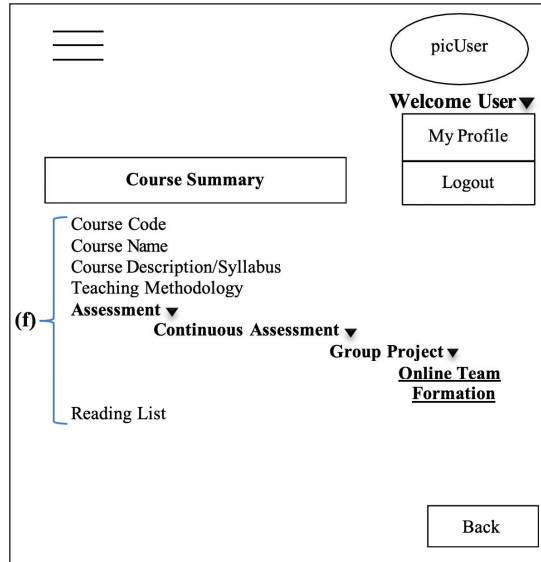 picUser
Welcome User▼
My Profile
Logout
Course Summary
(f)
Course Code
Course Name
Course Description/Syllabus
Teaching Methodology
Assessment ▼
Continuous Assessment ▼
Group Project ▼
Online Team
Formation
Reading List
Back